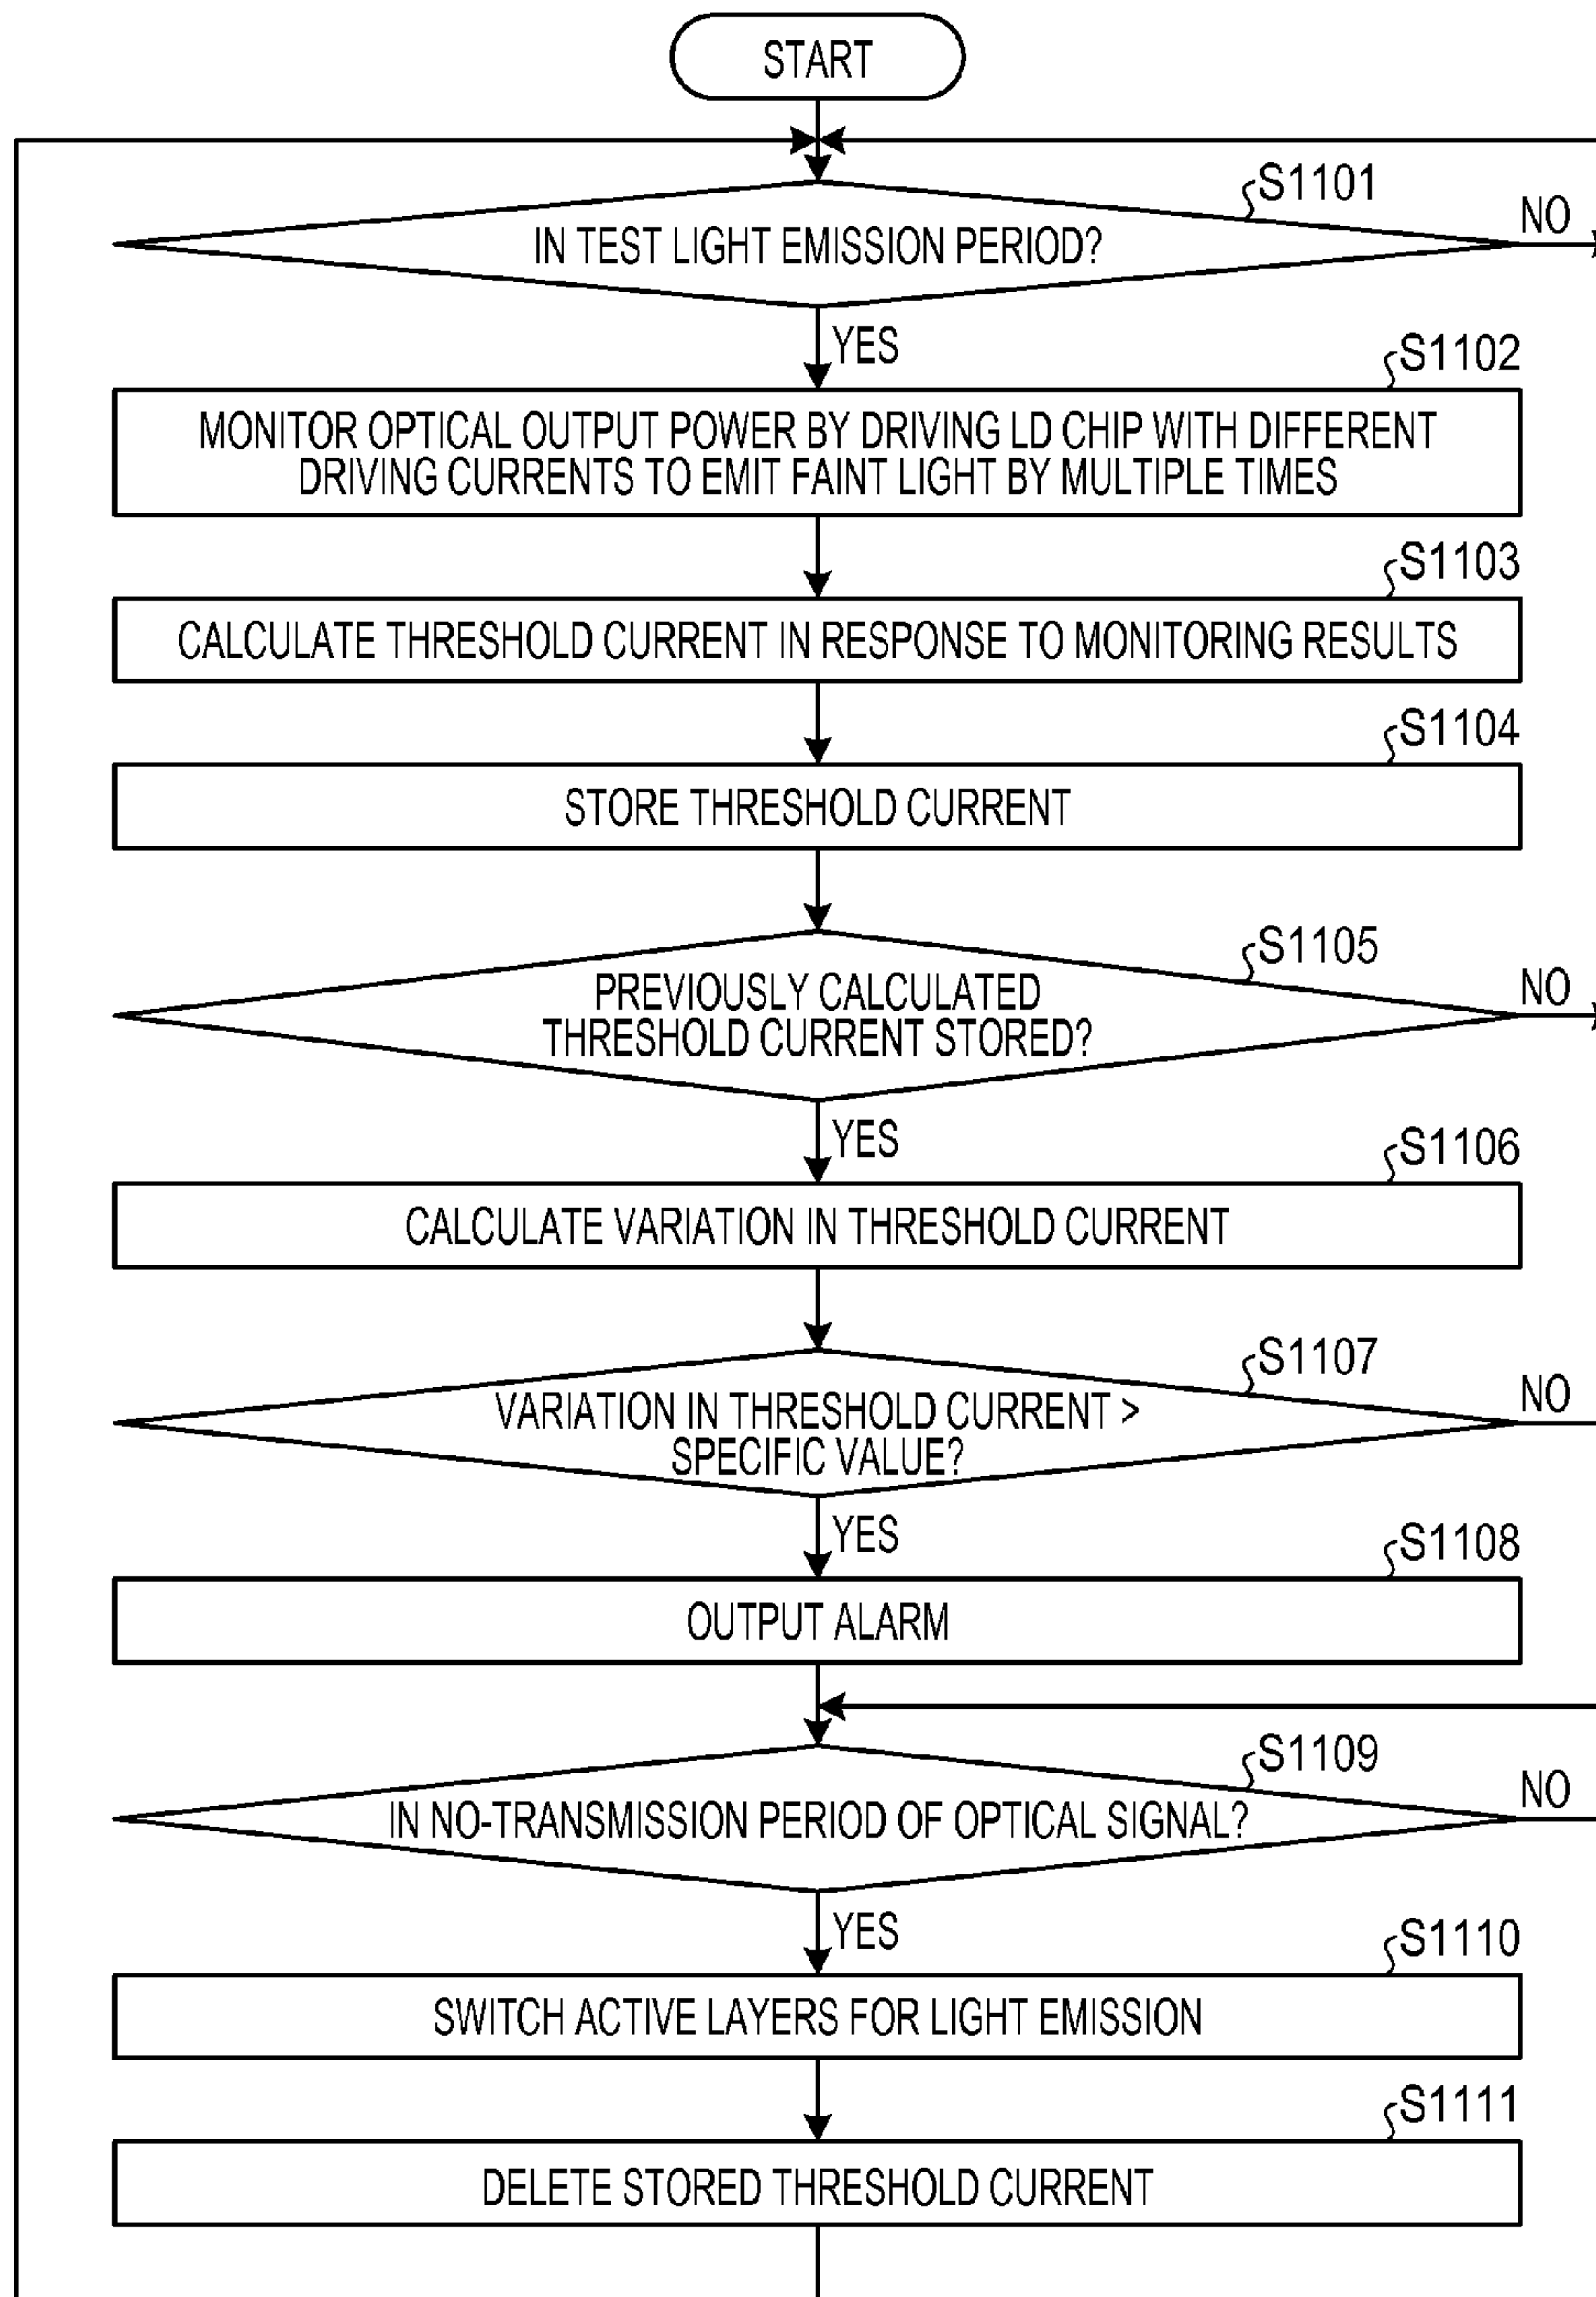 START
S1101
IN TEST LIGHT EMISSION PERIOD?
NO
YES
S1102
MONITOR OPTICAL OUTPUT POWER BY DRIVING LD CHIP WITH DIFFERENT
DRIVING CURRENTS TO EMIT FAINT LIGHT BY MULTIPLE TIMES
S1103
CALCULATE THRESHOLD CURRENT IN RESPONSE TO MONITORING RESULTS
S1104
STORE THRESHOLD CURRENT
S1105
PREVIOUSLY CALCULATED
THRESHOLD CURRENT STORED?
NO
YES
S1106
CALCULATE VARIATION IN THRESHOLD CURRENT
S1107
VARIATION IN THRESHOLD CURRENT >
SPECIFIC VALUE?
NO
YES
S1108
OUTPUT ALARM
S1109
IN NO-TRANSMISSION PERIOD OF OPTICAL SIGNAL?
NO
YES
S1110
SWITCH ACTIVE LAYERS FOR LIGHT EMISSION
S1111
DELETE STORED THRESHOLD CURRENT